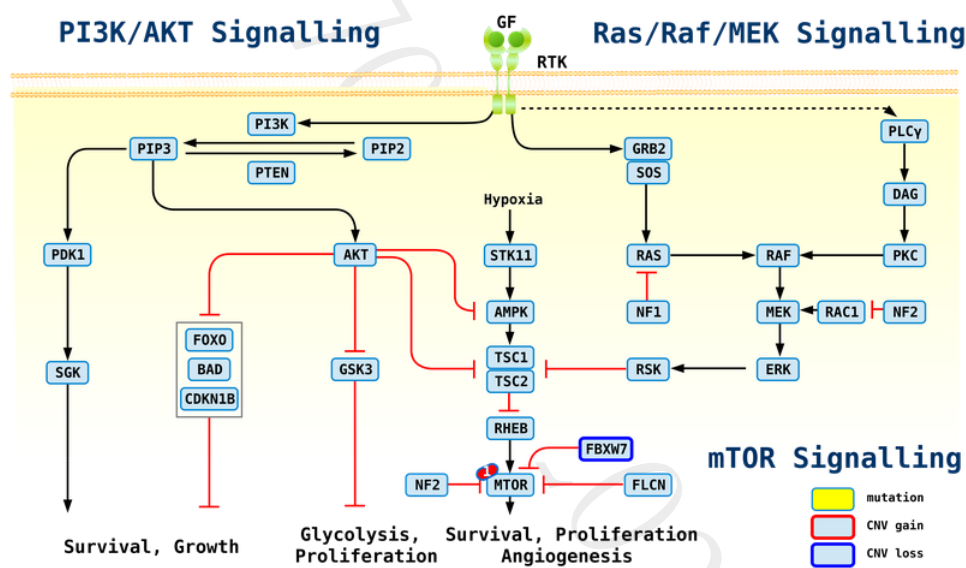 PI3K/AKT Signalling
GF
Ras/Raf/MEK Signalling
RTK
PI3K
PIP3
PIP2
PTEN
GRB2
SOS
PLCγ
DAG
Hypoxia
PDK1
AKT
STK11
RAS
RAF
PKC
FOXO
BAD
CDKN1B
AMPK
NF1
MEK
RAC1
NF2
SGK
GSK3
TSC1
TSC2
RSK
ERK
RHEB
FBXW7
NF2
1
MTOR
FLCN
mTOR Signalling
mutation
CNV gain
CNV loss
Survival, Growth
Glycolysis,
Proliferation
Survival, Proliferation
Angiogenesis